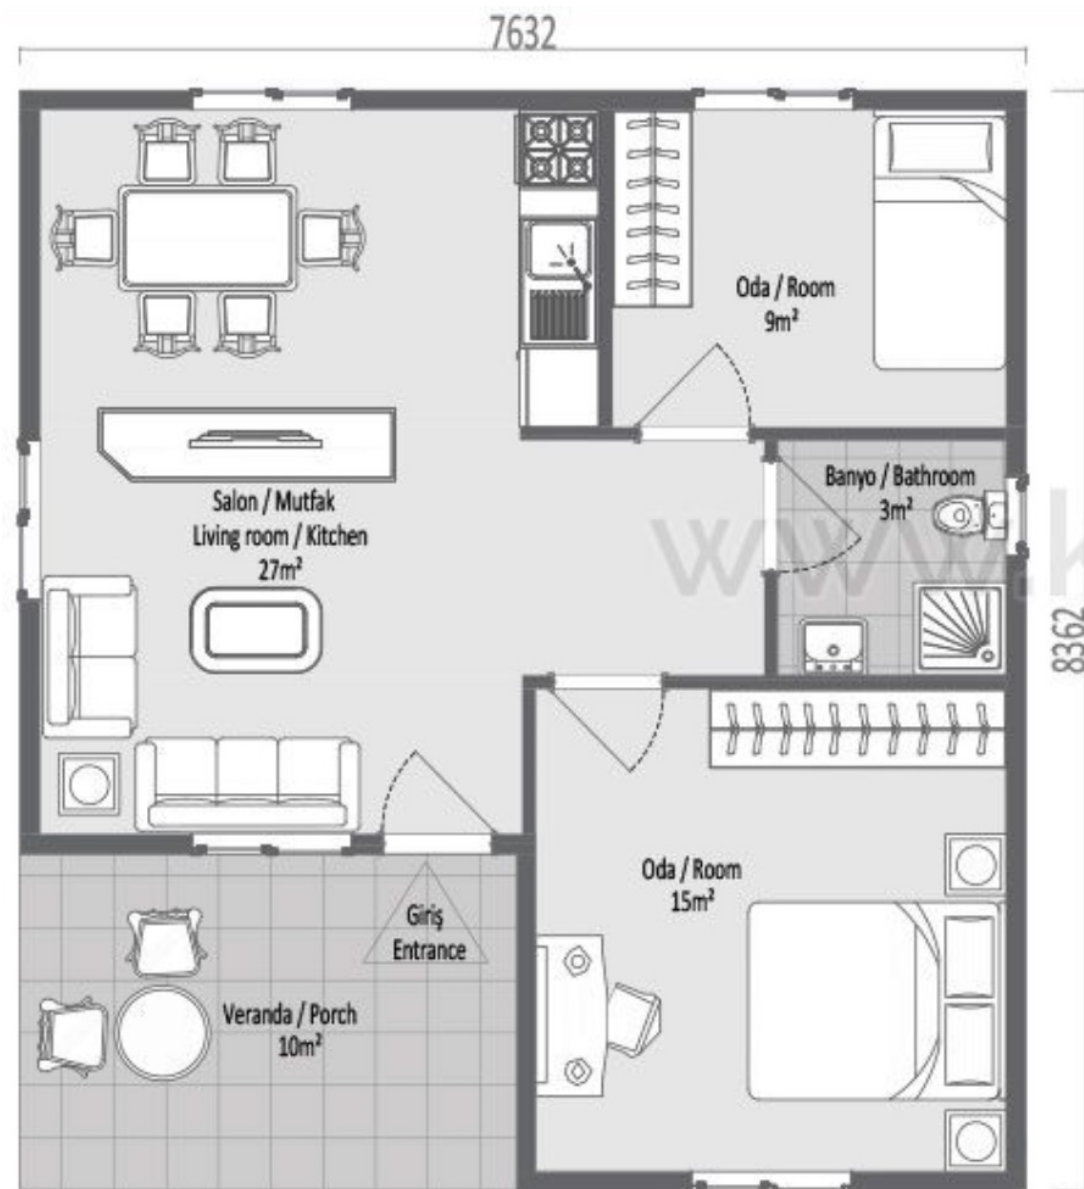 7632
Oda / Room
9m²
Banyo / Bathroom
3m²
Salon / Mutfak
Living room / Kitchen
27m²
www.k
8362
Oda / Room
15m²
Giriş
Entrance
Veranda / Porch
10m²